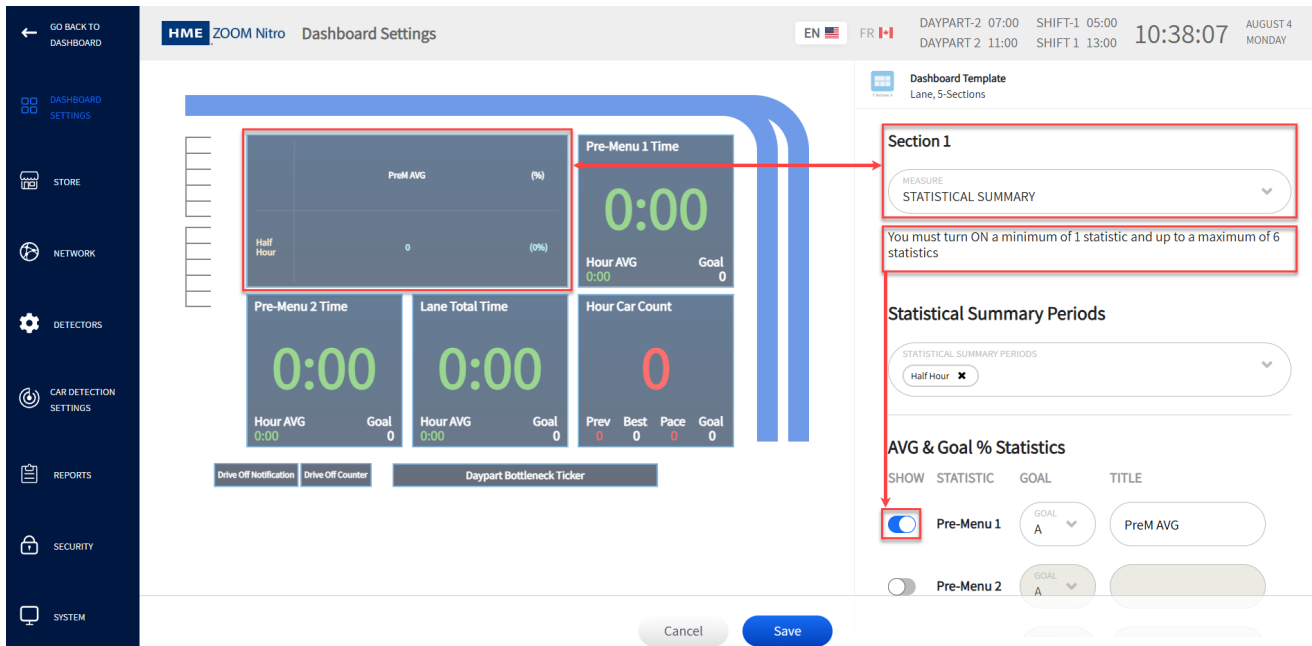 GO BACK TO
DASHBOARD
HME ZOOM Nitro Dashboard Settings
EN
FR
DAYPART-2 07:00 SHIFT-1 05:00
DAYPART 2 11:00 SHIFT 1 13:00
10:38:07
AUGUST 4
MONDAY
DASHBOARD
SETTINGS
STORE
NETWORK
DETECTORS
CAR DETECTION
SETTINGS
REPORTS
SECURITY
SYSTEM
PreM AVG (%)
Half
Hour
0 (0%)
Pre-Menu 1 Time
0:00
Hour AVG Goal
0:00 0
Pre-Menu 2 Time
0:00
Hour AVG Goal
0:00 0
Lane Total Time
0:00
Hour AVG Goal
0:00 0
Hour Car Count
0
Prev Best Pace Goal
0 0 0 0
Drive Off Notification
Drive Off Counter
Daypart Bottleneck Ticker
Dashboard Template
Lane, 5-Sections
Section 1
MEASURE
STATISTICAL SUMMARY
You must turn ON a minimum of 1 statistic and up to a maximum of 6
statistics
Statistical Summary Periods
STATISTICAL SUMMARY PERIODS
Half Hour ✖
AVG & Goal % Statistics
SHOW STATISTIC GOAL TITLE
Pre-Menu 1
GOAL
A
PreM AVG
Pre-Menu 2
GOAL
A
Cancel
Save